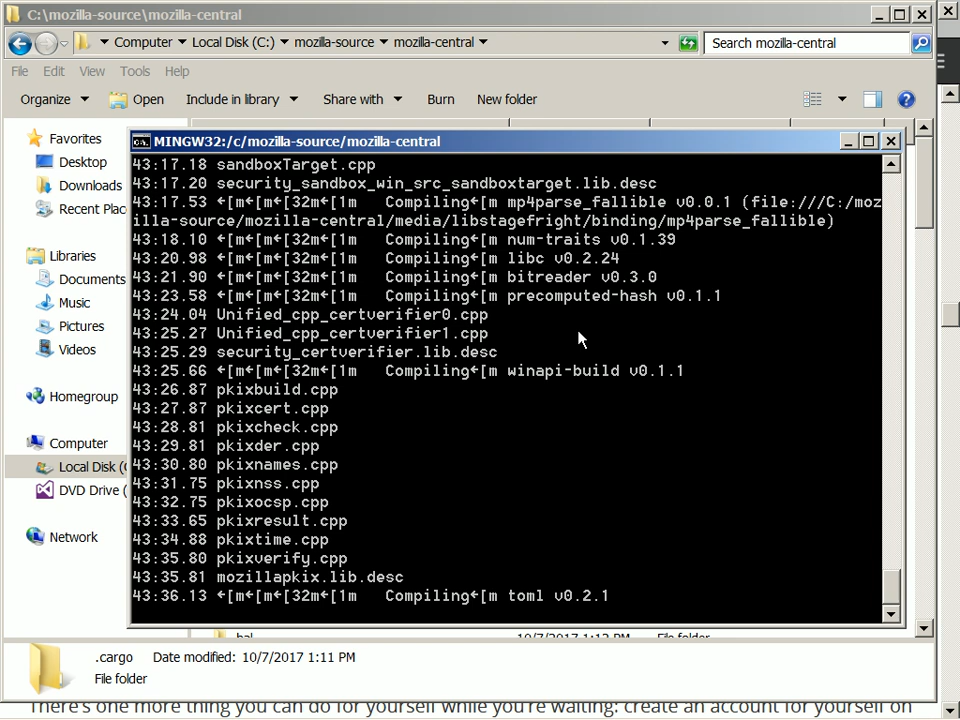 C:\mozilla-source\mozilla-central
Computer Local Disk (C:) mozilla-source mozilla-central
Search mozilla-central
File Edit View Tools Help
Organize Open Include in library Share with Burn New folder
Favorites
Desktop
Downloads
Recent Plac
Libraries
Documents
Music
Pictures
Videos
Homegroup
Computer
Local Disk (
DVD Drive (
Network
MINGW32:/c/mozilla-source/mozilla-central
43:17.18 sandboxTarget.cpp
43:17.20 security_sandbox_win_src_sandboxtarget.lib.desc
43:17.53 ←[m←[m←[32m←[1m   Compiling←[m mp4parse_fallible v0.0.1 (file:///C:/moz
illa-source/mozilla-central/media/libstagefright/binding/mp4parse_fallible)
43:18.10 ←[m←[m←[32m←[1m   Compiling←[m num-traits v0.1.39
43:20.98 ←[m←[m←[32m←[1m   Compiling←[m libc v0.2.24
43:21.90 ←[m←[m←[32m←[1m   Compiling←[m bitreader v0.3.0
43:23.58 ←[m←[m←[32m←[1m   Compiling←[m precomputed-hash v0.1.1
43:24.04 Unified_cpp_certverifier0.cpp
43:25.27 Unified_cpp_certverifier1.cpp
43:25.29 security_certverifier.lib.desc
43:25.66 ←[m←[m←[32m←[1m   Compiling←[m winapi-build v0.1.1
43:26.87 pkixbuild.cpp
43:27.87 pkixcert.cpp
43:28.81 pkixcheck.cpp
43:29.81 pkixder.cpp
43:30.80 pkixnames.cpp
43:31.75 pkixnss.cpp
43:32.75 pkixocsp.cpp
43:33.65 pkixresult.cpp
43:34.88 pkixtime.cpp
43:35.80 pkixverify.cpp
43:35.81 mozillapkix.lib.desc
43:36.13 ←[m←[m←[32m←[1m   Compiling←[m toml v0.2.1
hal 10/7/2017 1:12 PM File folder
.cargo Date modified: 10/7/2017 1:11 PM
File folder
There's one more thing you can do for yourself while you're waiting: create an account for yourself on